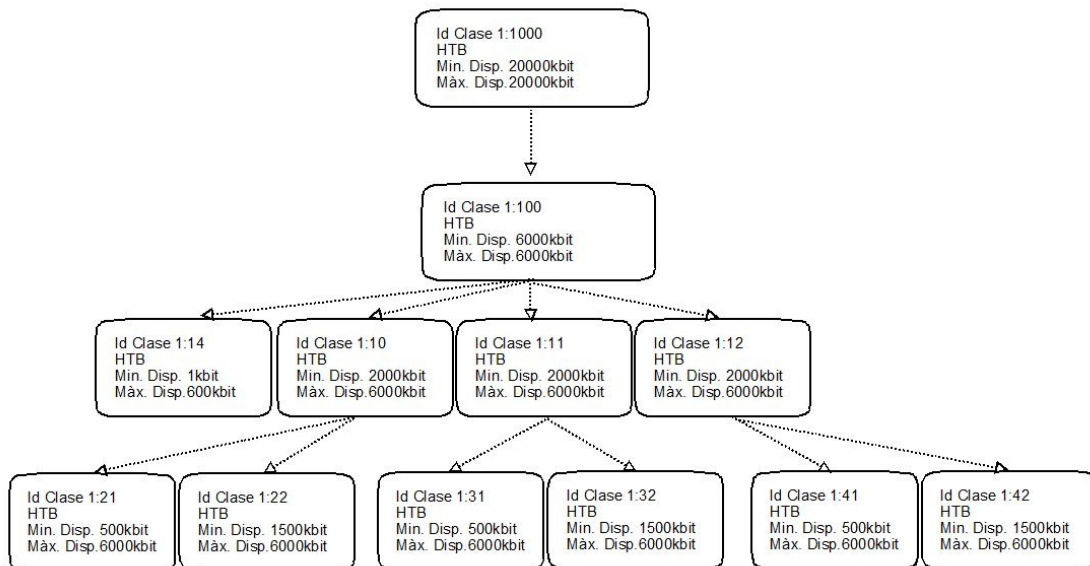 Id Clase 1:1000
HTB
Min. Disp. 20000kbit
Màx. Disp.20000kbit
Id Clase 1:100
HTB
Min. Disp. 6000kbit
Màx. Disp.6000kbit
Id Clase 1:14
HTB
Min. Disp. 1kbit
Màx. Disp.600kbit
Id Clase 1:10
HTB
Min. Disp. 2000kbit
Màx. Disp.6000kbit
Id Clase 1:11
HTB
Min. Disp. 2000kbit
Màx. Disp.6000kbit
Id Clase 1:12
HTB
Min. Disp. 2000kbit
Màx. Disp.6000kbit
Id Clase 1:21
HTB
Min. Disp. 500kbit
Màx. Disp.6000kbit
Id Clase 1:22
HTB
Min. Disp. 1500kbit
Màx. Disp.6000kbit
Id Clase 1:31
HTB
Min. Disp. 500kbit
Màx. Disp.6000kbit
Id Clase 1:32
HTB
Min. Disp. 1500kbit
Màx. Disp.6000kbit
Id Clase 1:41
HTB
Min. Disp. 500kbit
Màx. Disp.6000kbit
Id Clase 1:42
HTB
Min. Disp. 1500kbit
Màx. Disp.6000kbit